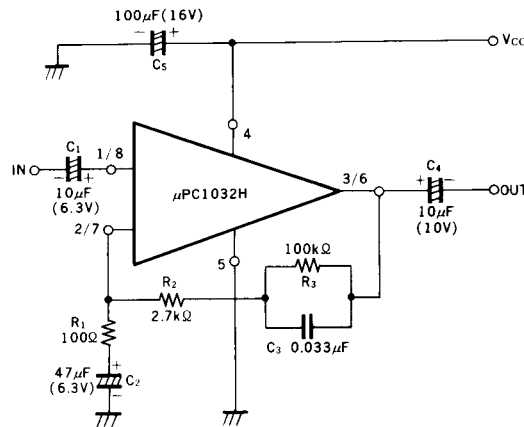 100μF(16V)
− +
C5
VCC
4
C1
1/8
IN
− +
10μF
(6.3V)
μPC1032H
3/6
C4
+ −
OUT
10μF
(10V)
2/7
5
100kΩ
R3
R2
2.7kΩ
R1
100Ω
C3 0.033μF
+
47μF
(6.3V)
C2
−